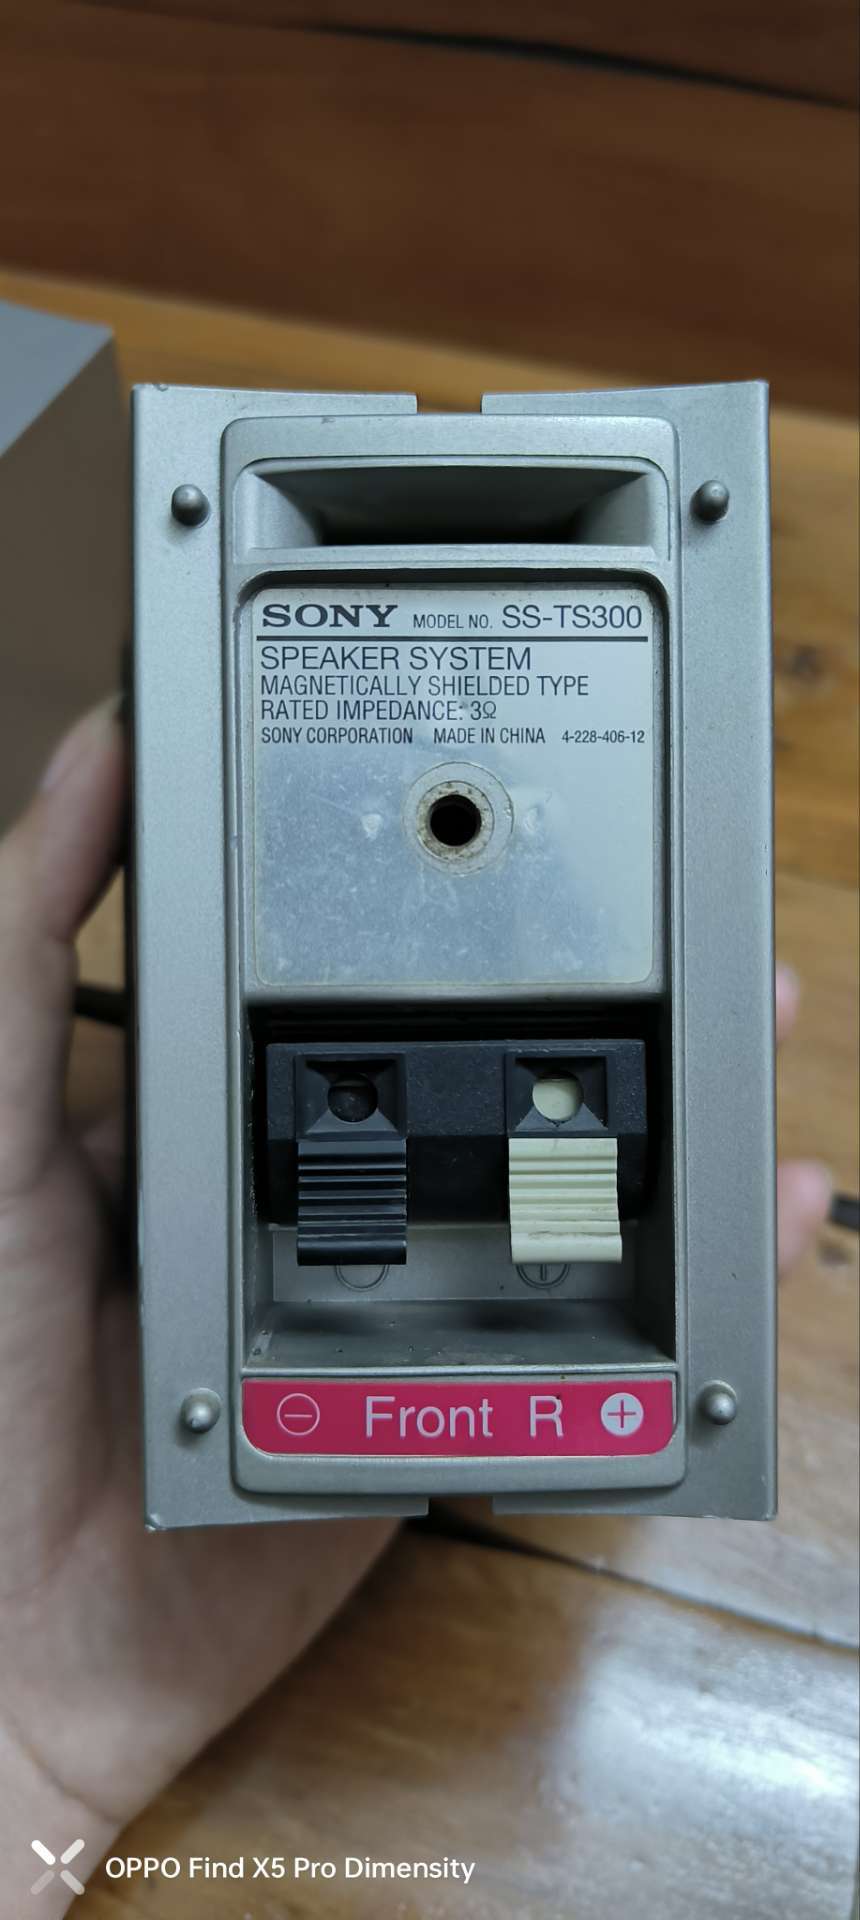 SONY MODEL NO. SS-TS300
SPEAKER SYSTEM
MAGNETICALLY SHIELDED TYPE
RATED IMPEDANCE: 3Ω
SONY CORPORATION MADE IN CHINA 4-228-406-12
⊖ Front R ⊕
OPPO Find X5 Pro Dimensity